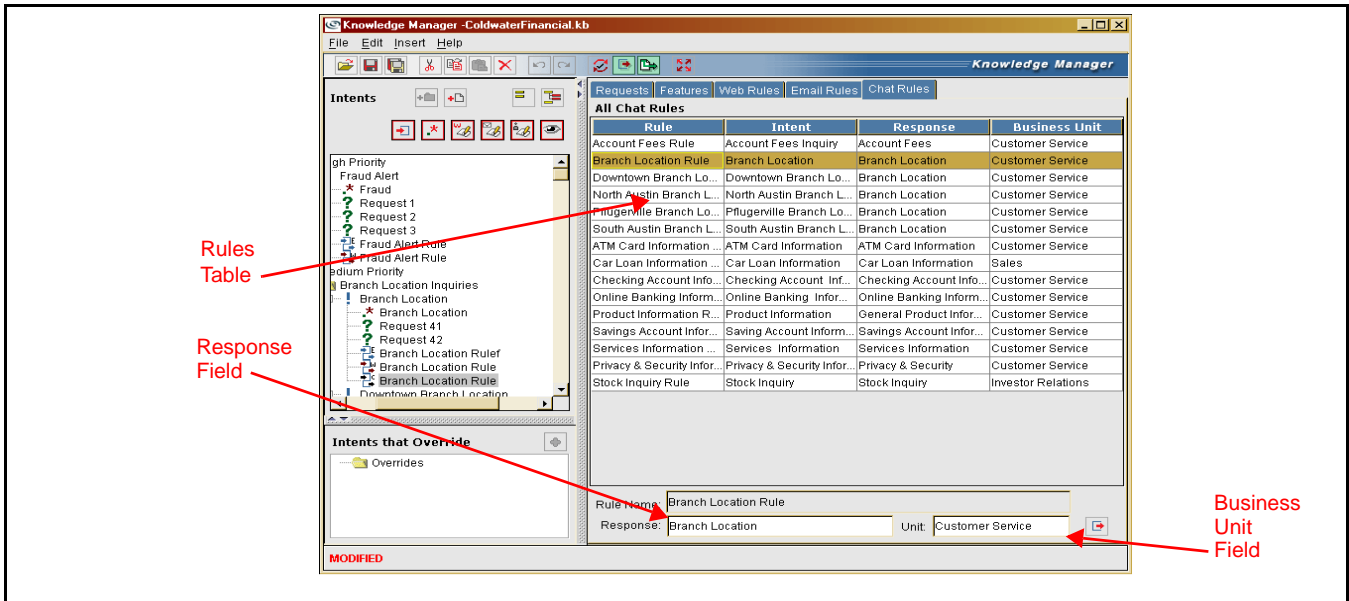 Knowledge Manager -ColdwaterFinancial.kb
File Edit Insert Help
Knowledge Manager
Intents
Requests Features Web Rules Email Rules Chat Rules
All Chat Rules
Rule Intent Response Business Unit
Account Fees Rule Account Fees Inquiry Account Fees Customer Service
Branch Location Rule Branch Location Branch Location Customer Service
Downtown Branch Lo... Downtown Branch Lo... Branch Location Customer Service
North Austin Branch L... North Austin Branch L... Branch Location Customer Service
Pflugerville Branch Lo... Pflugerville Branch Lo... Branch Location Customer Service
South Austin Branch L... South Austin Branch L... Branch Location Customer Service
ATM Card Information ... ATM Card Information ATM Card Information Customer Service
Car Loan Information ... Car Loan Information Car Loan Information Sales
Checking Account Info... Checking Account Inf... Checking Account Info... Customer Service
Online Banking Inform... Online Banking Infor... Online Banking Inform... Customer Service
Product Information R... Product Information General Product Infor... Customer Service
Savings Account Infor... Saving Account Inform... Savings Account Infor... Customer Service
Services Information ... Services Information Services Information Customer Service
Privacy & Security Infor... Privacy & Security Infor... Privacy & Security Customer Service
Stock Inquiry Rule Stock Inquiry Stock Inquiry Investor Relations
gh Priority
Fraud Alert
Fraud
Request 1
Request 2
Request 3
Fraud Alert Rule
Fraud Alert Rule
edium Priority
Branch Location Inquiries
Branch Location
Branch Location
Request 41
Request 42
Branch Location Rulef
Branch Location Rule
Branch Location Rule
Downtown Branch Location
Intents that Override
Overrides
Rule Name: Branch Location Rule
Response: Branch Location Unit: Customer Service
MODIFIED
Rules
Table
Response
Field
Business
Unit
Field